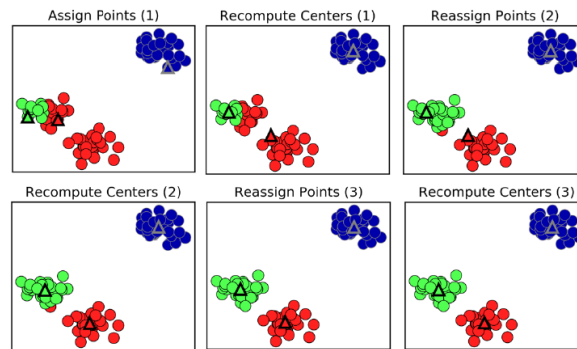 Assign Points (1)
Recompute Centers (1)
Reassign Points (2)
Recompute Centers (2)
Reassign Points (3)
Recompute Centers (3)